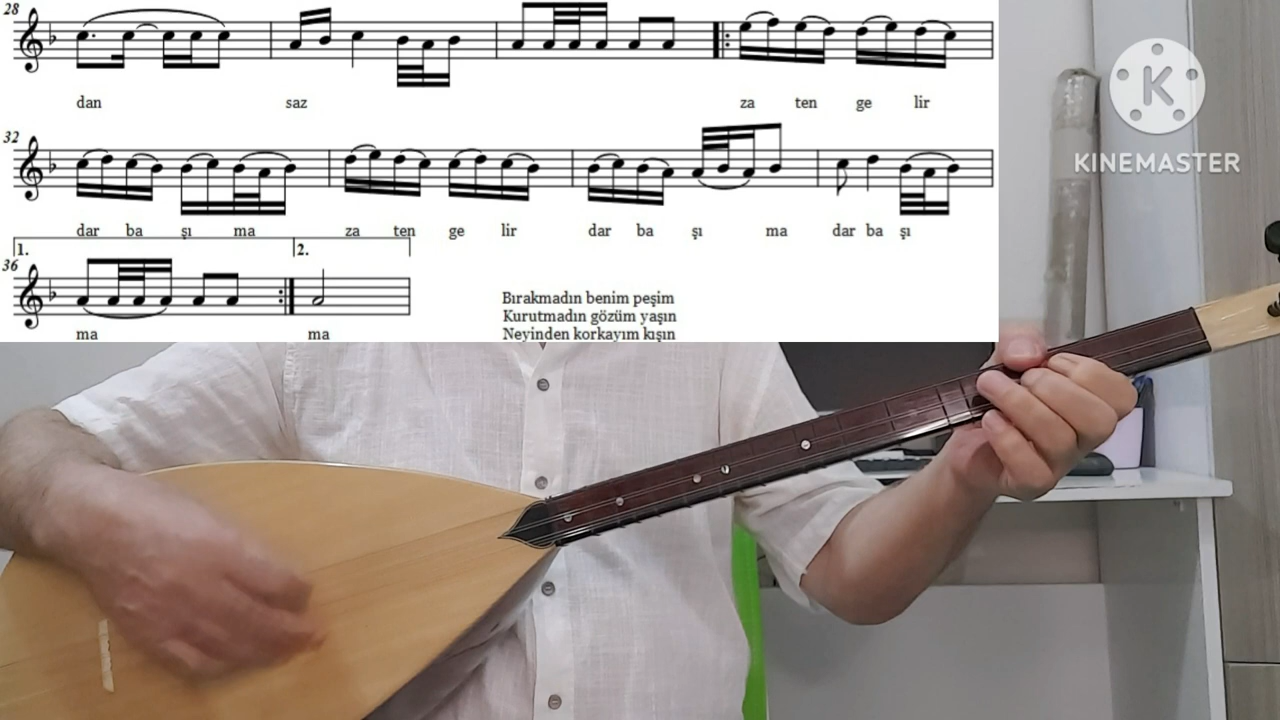 28
dan saz za ten ge lir
32
dar ba şı ma za ten ge lir dar ba şı ma dar ba şı
1. 2.
36
ma ma
Bırakmadın benim peşim
Kurutmadın gözüm yaşın
Neyinden korkayım kışın
K
KINEMASTER